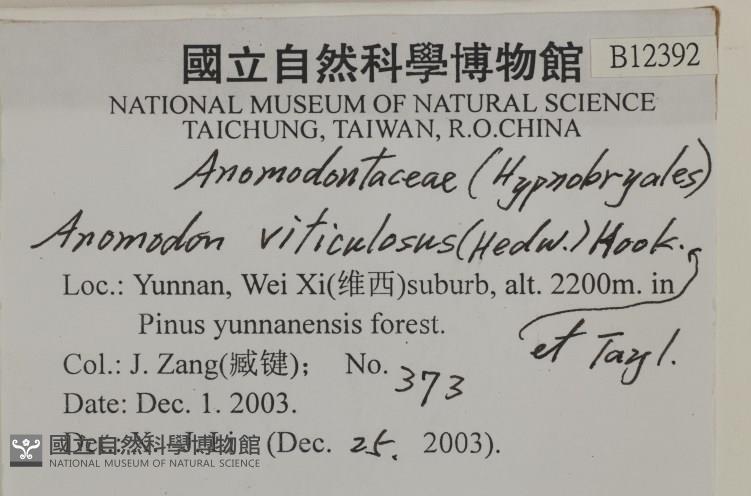 國立自然科學博物館 B12392
NATIONAL MUSEUM OF NATURAL SCIENCE
TAICHUNG, TAIWAN, R.O.CHINA
Anomodontaceae (Hypnobryales)
Anomodon viticulosus (Hedw.) Hook.
et Tayl.
Loc.: Yunnan, Wei Xi(维西)suburb, alt. 2200m. in
Pinus yunnanensis forest.
Col.: J. Zang(臧键); No. 373
Date: Dec. 1. 2003.
(Dec. 25. 2003).
國立自然科學博物館
NATIONAL MUSEUM OF NATURAL SCIENCE